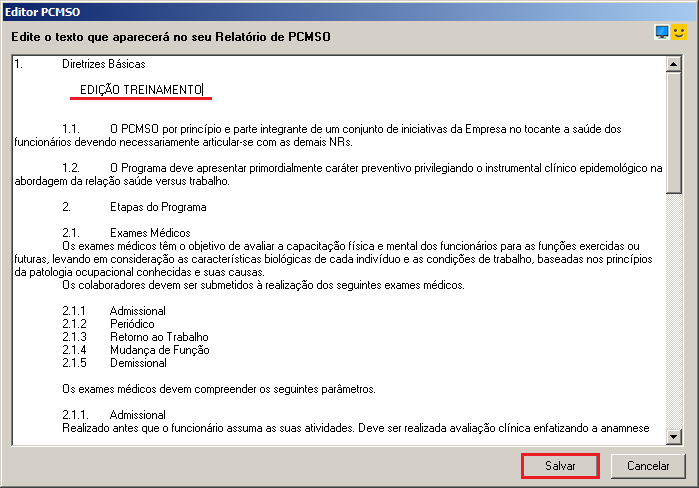 Editor PCMSO
Edite o texto que aparecerá no seu Relatório de PCMSO
1. Diretrizes Básicas
EDIÇÃO TREINAMENTO
1.1. O PCMSO por princípio e parte integrante de um conjunto de iniciativas da Empresa no tocante a saúde dos
funcionários devendo necessariamente articular-se com as demais NRs.
1.2. O Programa deve apresentar primordialmente caráter preventivo privilegiando o instrumental clínico epidemológico na
abordagem da relação saúde versus trabalho.
2. Etapas do Programa
2.1. Exames Médicos
Os exames médicos têm o objetivo de avaliar a capacitação física e mental dos funcionários para as funções exercidas ou
futuras, levando em consideração as características biológicas de cada indivíduo e as condições de trabalho, baseadas nos princípios
da patologia ocupacional conhecidas e suas causas.
Os colaboradores devem ser submetidos à realização dos seguintes exames médicos.
2.1.1 Admissional
2.1.2 Periódico
2.1.3 Retorno ao Trabalho
2.1.4 Mudança de Função
2.1.5 Demissional
Os exames médicos devem compreender os seguintes parâmetros.
2.1.1. Admissional
Realizado antes que o funcionário assuma as suas atividades. Deve ser realizada avaliação clínica enfatizando a anamnese
Salvar
Cancelar